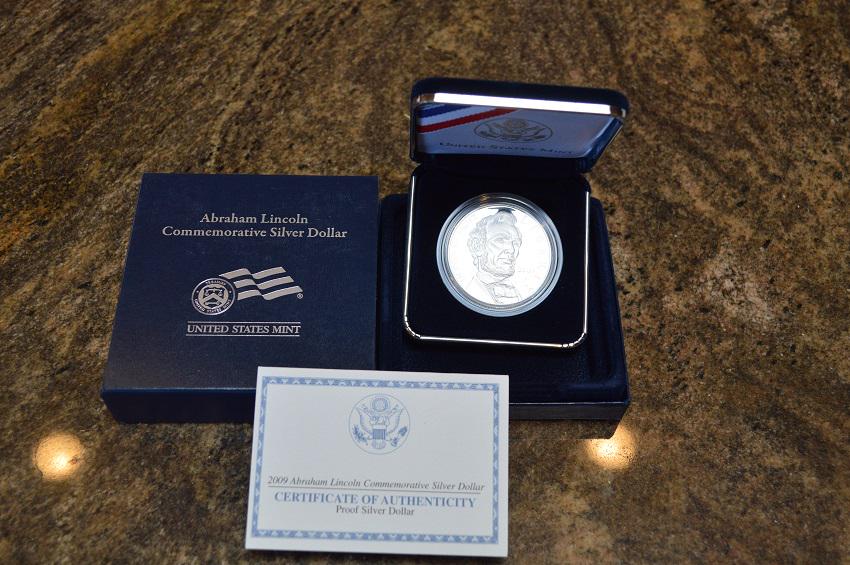 Abraham Lincoln
Commemorative Silver Dollar
®
UNITED STATES MINT
UNITED STATES MINT
2009 Abraham Lincoln Commemorative Silver Dollar
CERTIFICATE OF AUTHENTICITY
Proof Silver Dollar